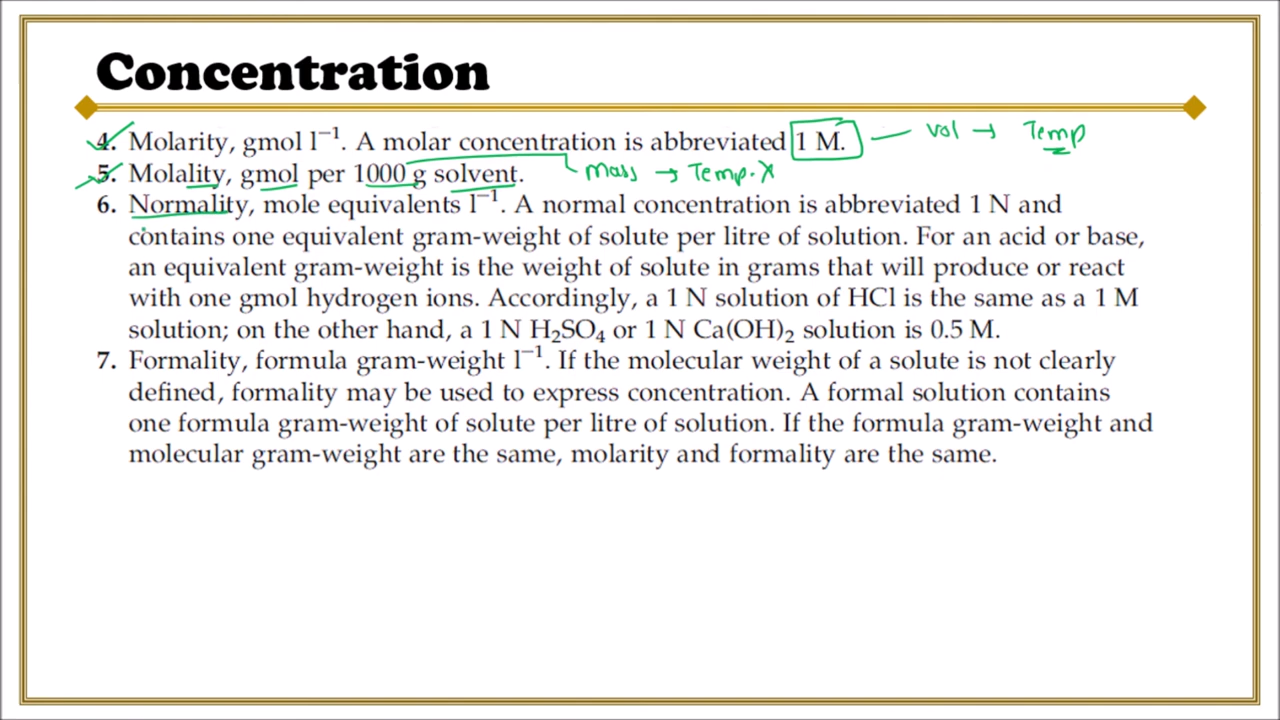 Concentration
4. Molarity, gmol l⁻¹. A molar concentration is abbreviated 1 M. — vol → Temp
5. Molality, gmol per 1000 g solvent. mass → Temp. X
6. Normality, mole equivalents l⁻¹. A normal concentration is abbreviated 1 N and
contains one equivalent gram-weight of solute per litre of solution. For an acid or base,
an equivalent gram-weight is the weight of solute in grams that will produce or react
with one gmol hydrogen ions. Accordingly, a 1 N solution of HCl is the same as a 1 M
solution; on the other hand, a 1 N H₂SO₄ or 1 N Ca(OH)₂ solution is 0.5 M.
7. Formality, formula gram-weight l⁻¹. If the molecular weight of a solute is not clearly
defined, formality may be used to express concentration. A formal solution contains
one formula gram-weight of solute per litre of solution. If the formula gram-weight and
molecular gram-weight are the same, molarity and formality are the same.